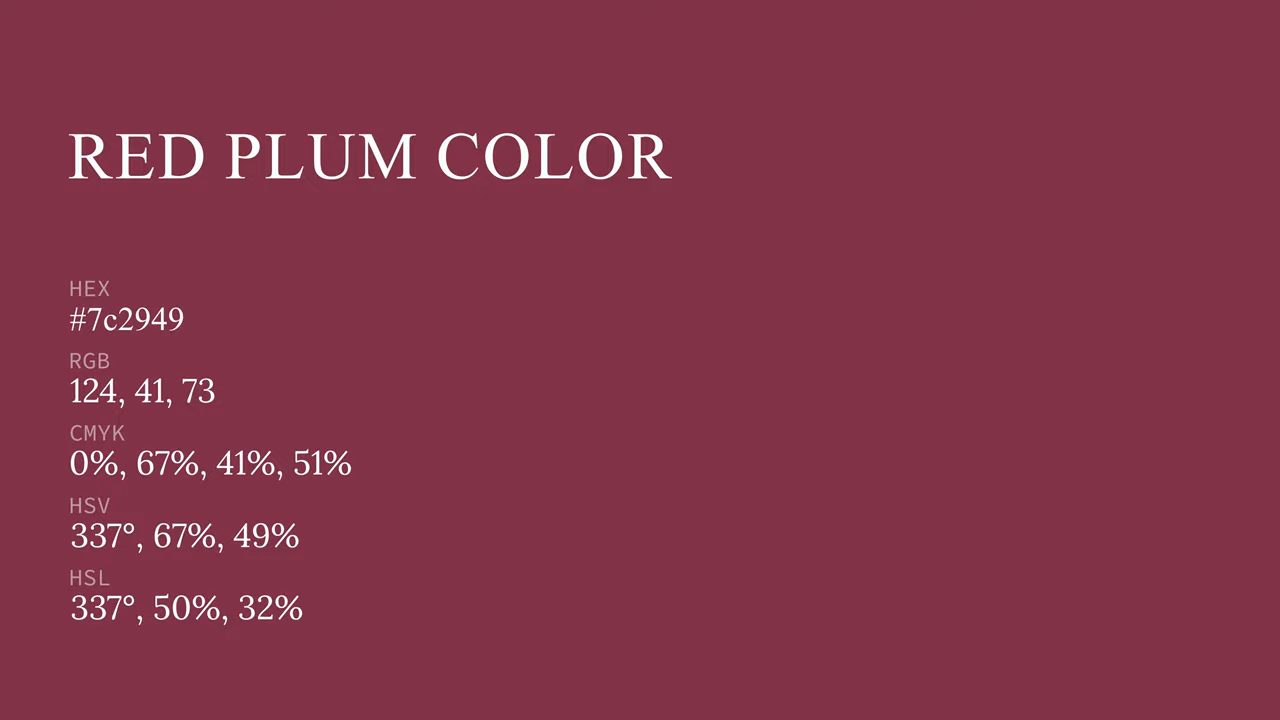 RED PLUM COLOR
HEX
#7c2949
RGB
124, 41, 73
CMYK
0%, 67%, 41%, 51%
HSV
337°, 67%, 49%
HSL
337°, 50%, 32%